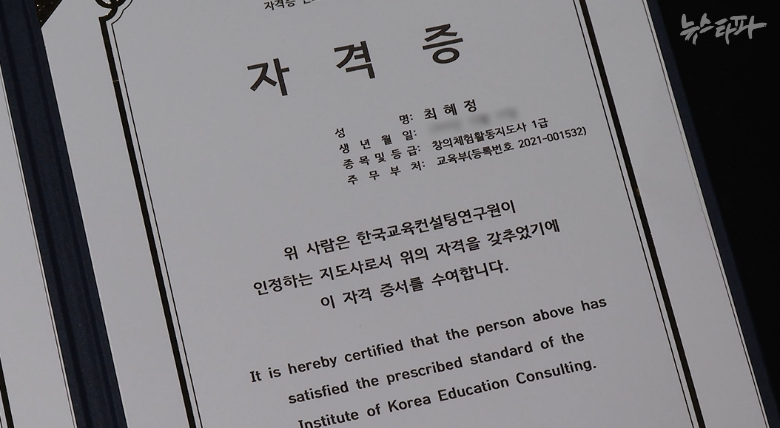 뉴스타파
자격증
자 격 증
성 명: 최 혜 정
생 년 월 일:
종 목 및 등 급: 창의체험활동지도사 1급
주 무 부 처: 교육부(등록번호 2021-001532)
위 사람은 한국교육컨설팅연구원이
인정하는 지도사로서 위의 자격을 갖추었기에
이 자격 증서를 수여합니다.
It is hereby certified that the person above has
satisfied the prescribed standard of the
Institute of Korea Education Consulting.